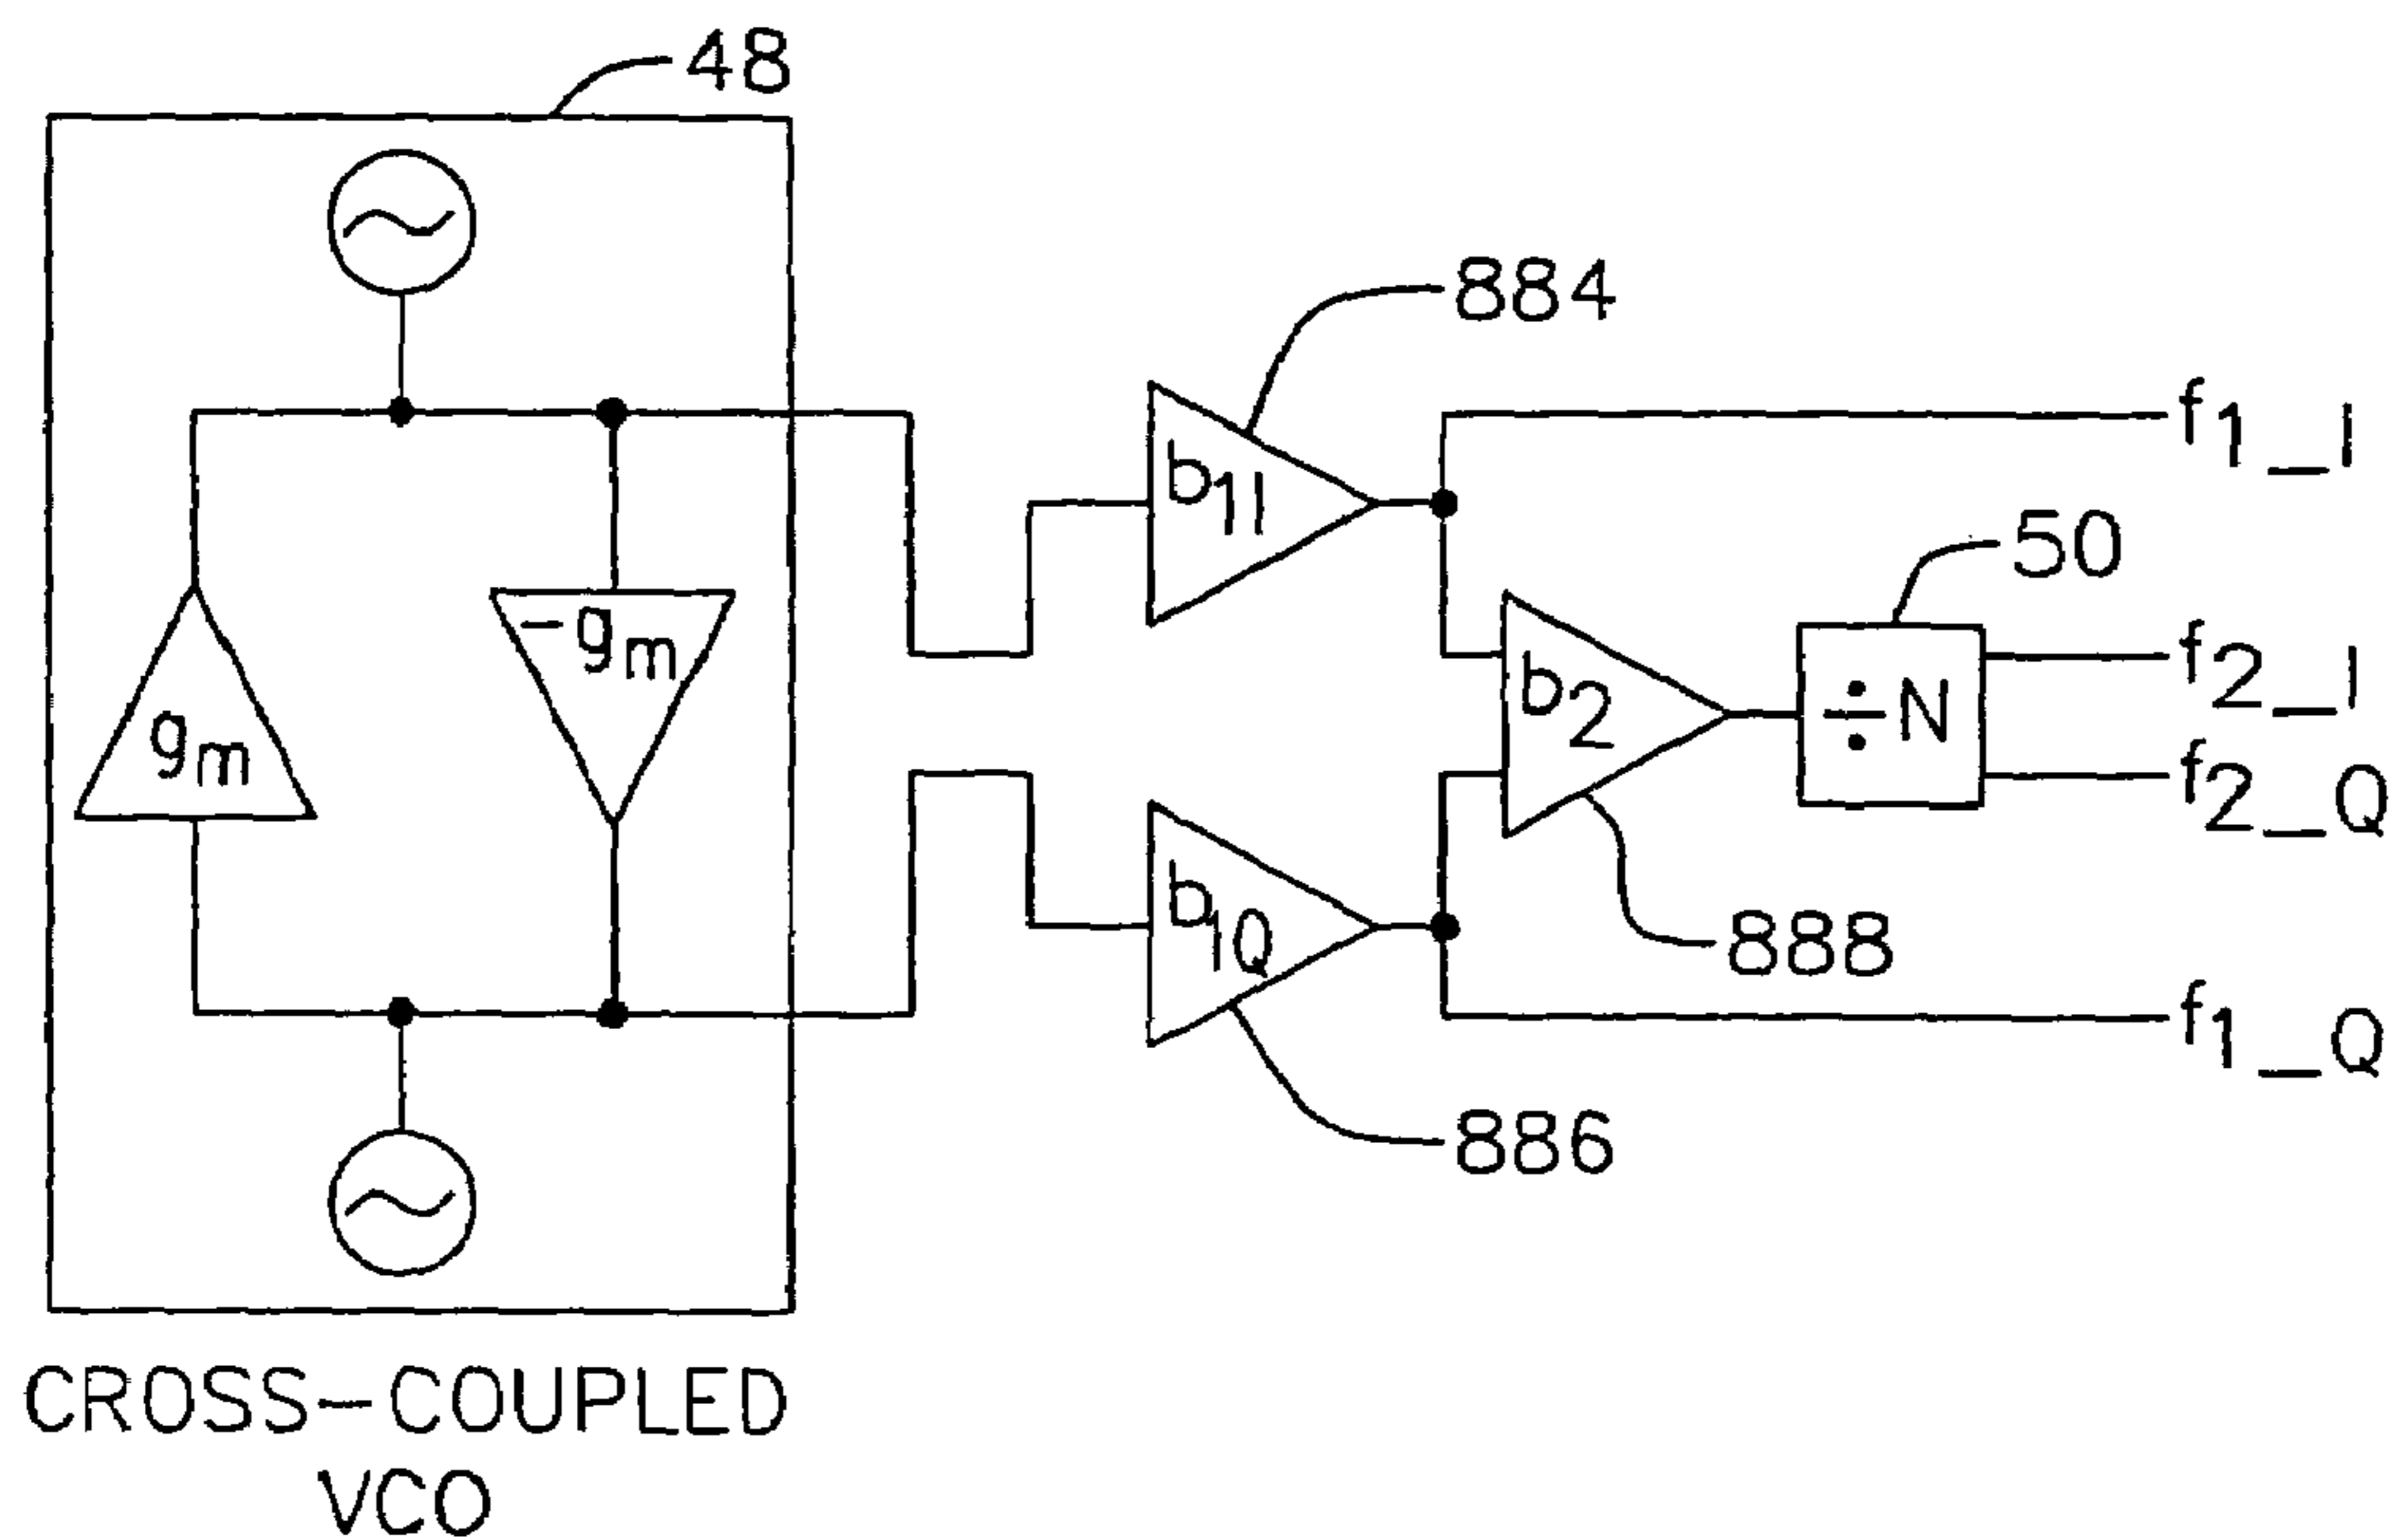 48
884
f1_I
b1I
50
-gm
f2_I
b2
÷N
gm
f2_Q
b1Q
888
f1_Q
886
CROSS-COUPLED
VCO